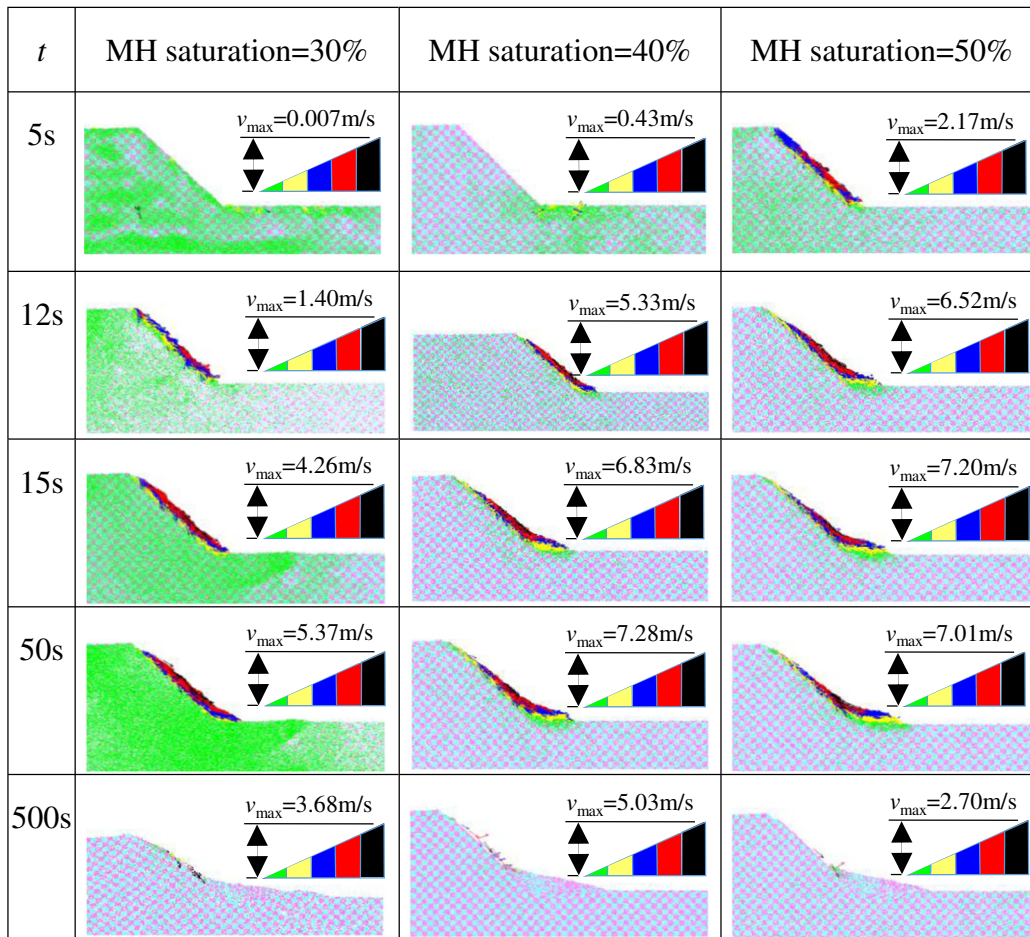 t MH saturation=30% MH saturation=40% MH saturation=50%
5s vmax=0.007m/s vmax=0.43m/s vmax=2.17m/s
12s vmax=1.40m/s vmax=5.33m/s vmax=6.52m/s
15s vmax=4.26m/s vmax=6.83m/s vmax=7.20m/s
50s vmax=5.37m/s vmax=7.28m/s vmax=7.01m/s
500s vmax=3.68m/s vmax=5.03m/s vmax=2.70m/s